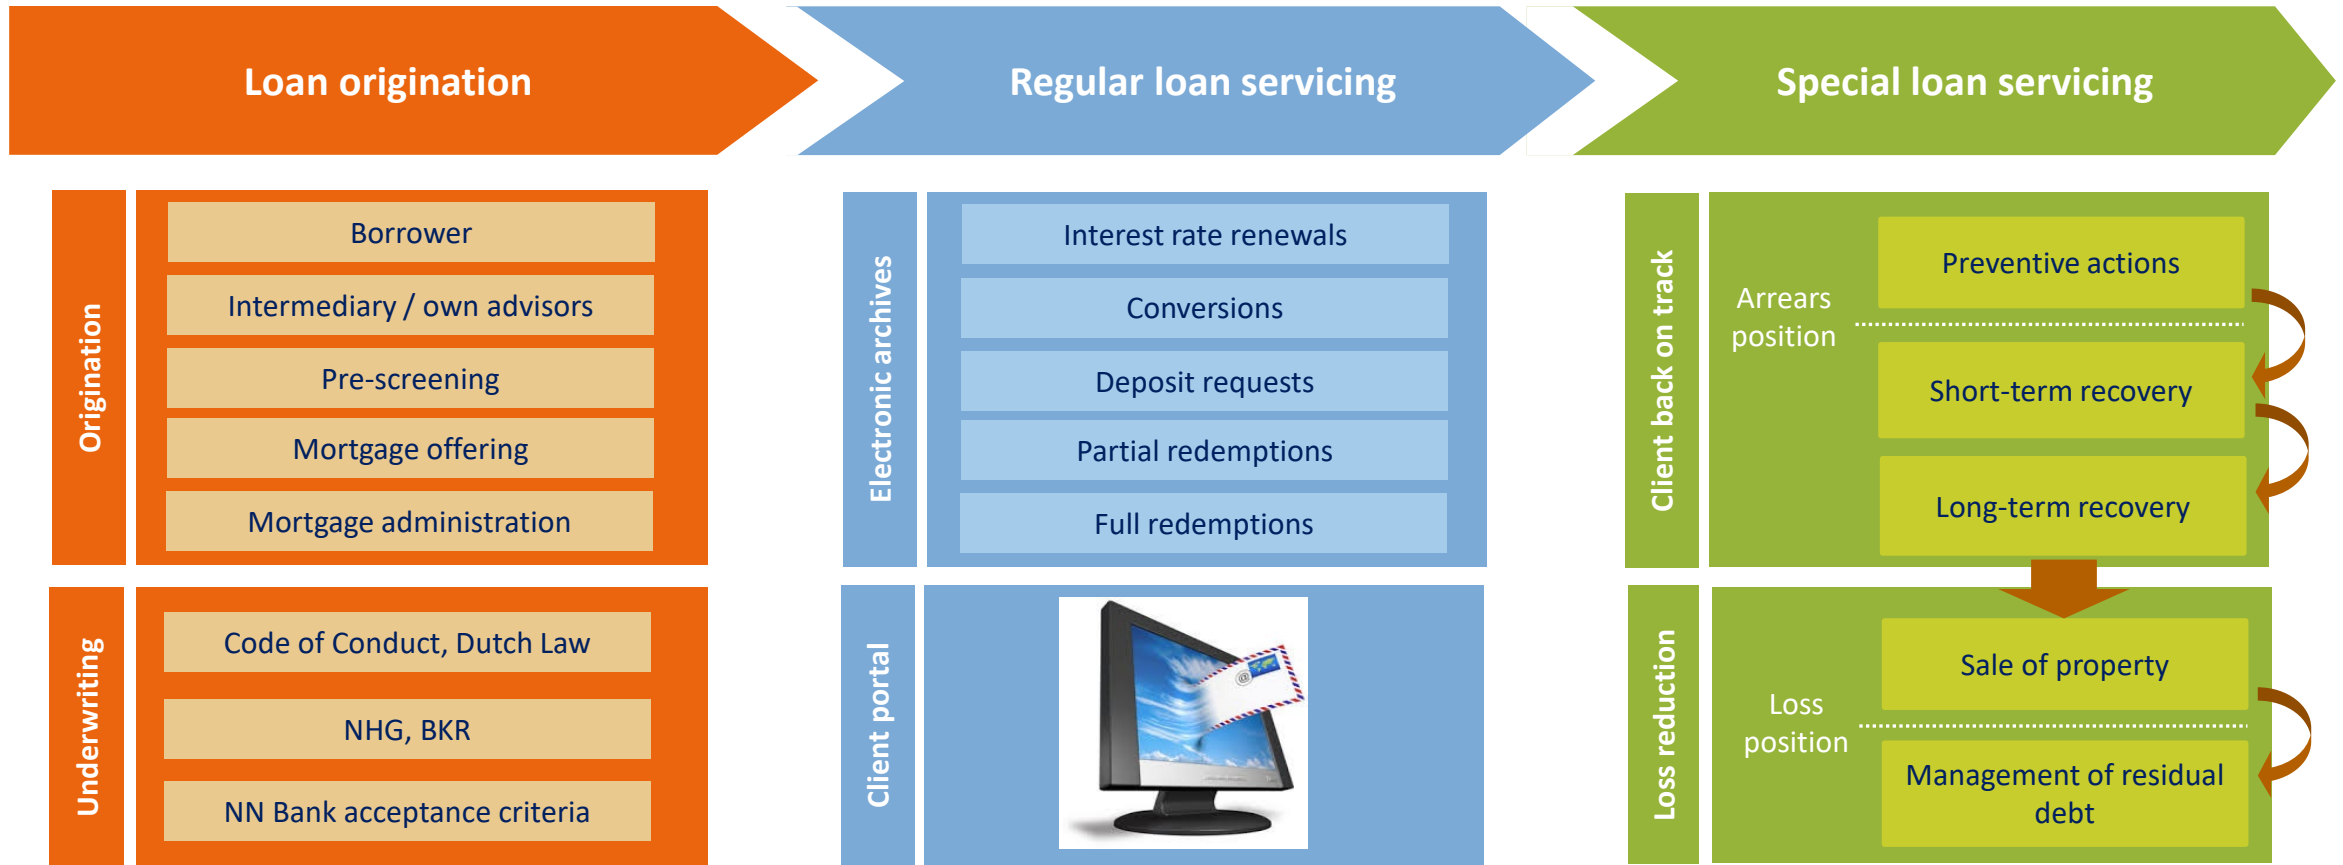 Loan origination
Regular loan servicing
Special loan servicing
Origination
Borrower
Intermediary / own advisors
Pre-screening
Mortgage offering
Mortgage administration
Underwriting
Code of Conduct, Dutch Law
NHG, BKR
NN Bank acceptance criteria
Electronic archives
Interest rate renewals
Conversions
Deposit requests
Partial redemptions
Full redemptions
Client portal
@
Client back on track
Arrears
position
Preventive actions
Short-term recovery
Long-term recovery
Loss reduction
Loss
position
Sale of property
Management of residual
debt